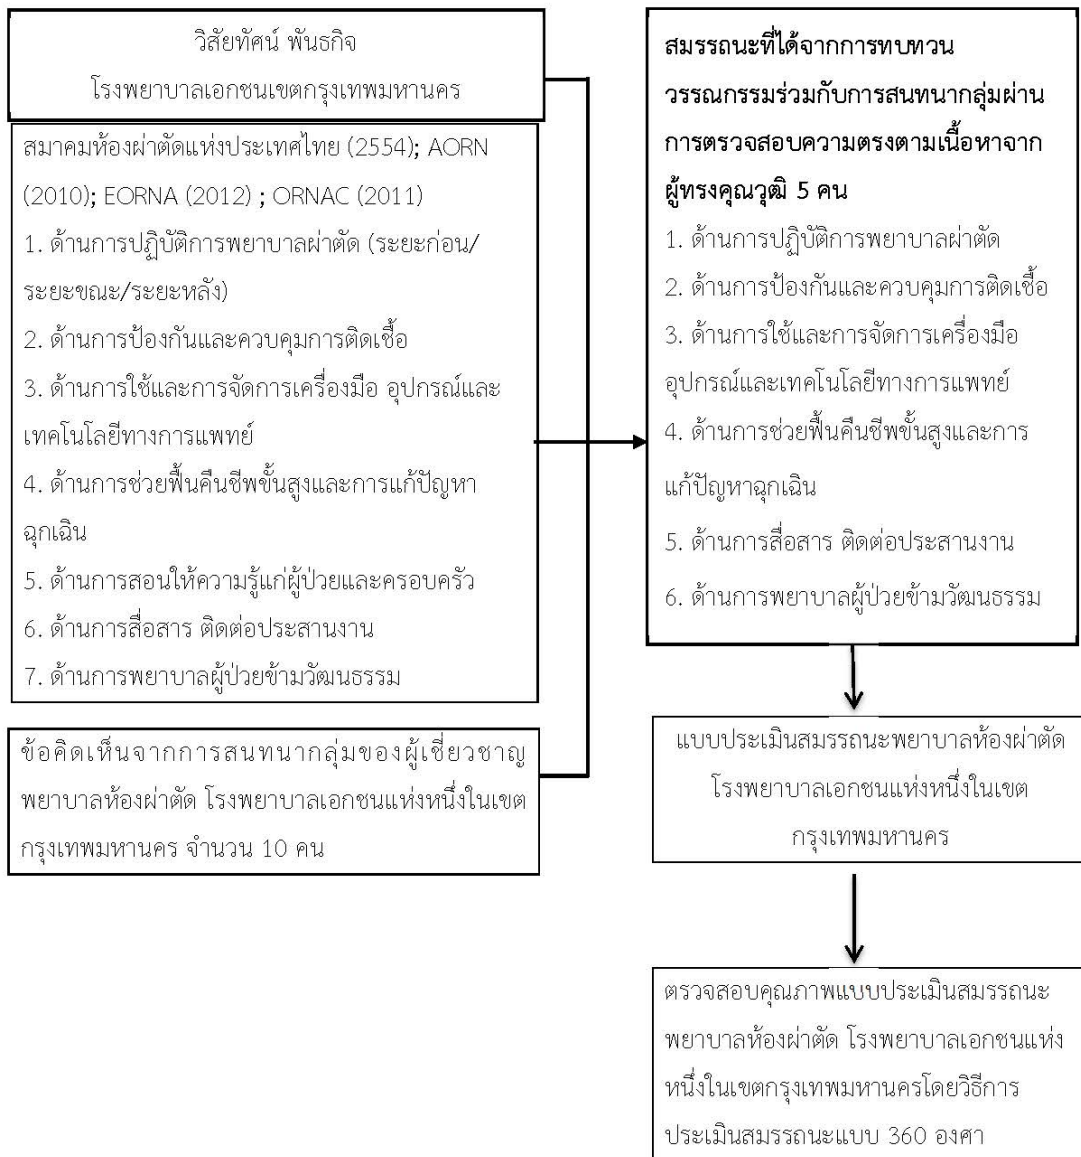 วิสัยทัศน์ พันธกิจ
โรงพยาบาลเอกชนเขตกรุงเทพมหานคร
สมาคมห้องผ่าตัดแห่งประเทศไทย (2554); AORN
(2010); EORNA (2012) ; ORNAC (2011)
1. ด้านการปฏิบัติการพยาบาลผ่าตัด (ระยะก่อน/
ระยะขณะ/ระยะหลัง)
2. ด้านการป้องกันและควบคุมการติดเชื้อ
3. ด้านการใช้และการจัดการเครื่องมือ อุปกรณ์และ
เทคโนโลยีทางการแพทย์
4. ด้านการช่วยฟื้นคืนชีพขั้นสูงและการแก้ปัญหา
ฉุกเฉิน
5. ด้านการสอนให้ความรู้แก่ผู้ป่วยและครอบครัว
6. ด้านการสื่อสาร ติดต่อประสานงาน
7. ด้านการพยาบาลผู้ป่วยข้ามวัฒนธรรม
ข้อคิดเห็นจากการสนทนากลุ่มของผู้เชี่ยวชาญ
พยาบาลห้องผ่าตัด โรงพยาบาลเอกชนแห่งหนึ่งในเขต
กรุงเทพมหานคร จำนวน 10 คน
สมรรถนะที่ได้จากการทบทวน
วรรณกรรมร่วมกับการสนทนากลุ่มผ่าน
การตรวจสอบความตรงตามเนื้อหาจาก
ผู้ทรงคุณวุฒิ 5 คน
1. ด้านการปฏิบัติการพยาบาลผ่าตัด
2. ด้านการป้องกันและควบคุมการติดเชื้อ
3. ด้านการใช้และการจัดการเครื่องมือ
อุปกรณ์และเทคโนโลยีทางการแพทย์
4. ด้านการช่วยฟื้นคืนชีพขั้นสูงและการ
แก้ปัญหาฉุกเฉิน
5. ด้านการสื่อสาร ติดต่อประสานงาน
6. ด้านการพยาบาลผู้ป่วยข้ามวัฒนธรรม
แบบประเมินสมรรถนะพยาบาลห้องผ่าตัด
โรงพยาบาลเอกชนแห่งหนึ่งในเขต
กรุงเทพมหานคร
ตรวจสอบคุณภาพแบบประเมินสมรรถนะ
พยาบาลห้องผ่าตัด โรงพยาบาลเอกชนแห่ง
หนึ่งในเขตกรุงเทพมหานครโดยวิธีการ
ประเมินสมรรถนะแบบ 360 องศา